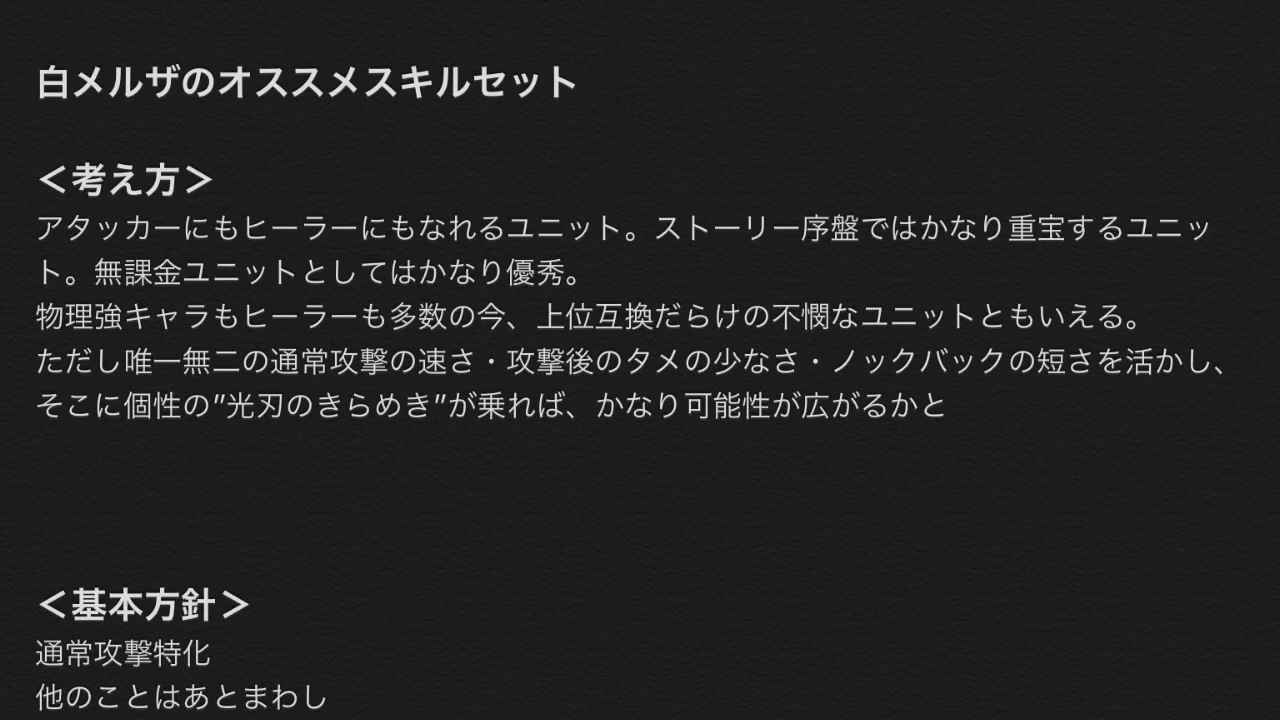 白メルザのオススメスキルセット
＜考え方＞
アタッカーにもヒーラーにもなれるユニット。ストーリー序盤ではかなり重宝するユニッ
ト。無課金ユニットとしてはかなり優秀。
物理強キャラもヒーラーも多数の今、上位互換だらけの不憫なユニットともいえる。
ただし唯一無二の通常攻撃の速さ・攻撃後のタメの少なさ・ノックバックの短さを活かし、
そこに個性の”光刃のきらめき”が乗れば、かなり可能性が広がるかと
＜基本方針＞
通常攻撃特化
他のことはあとまわし